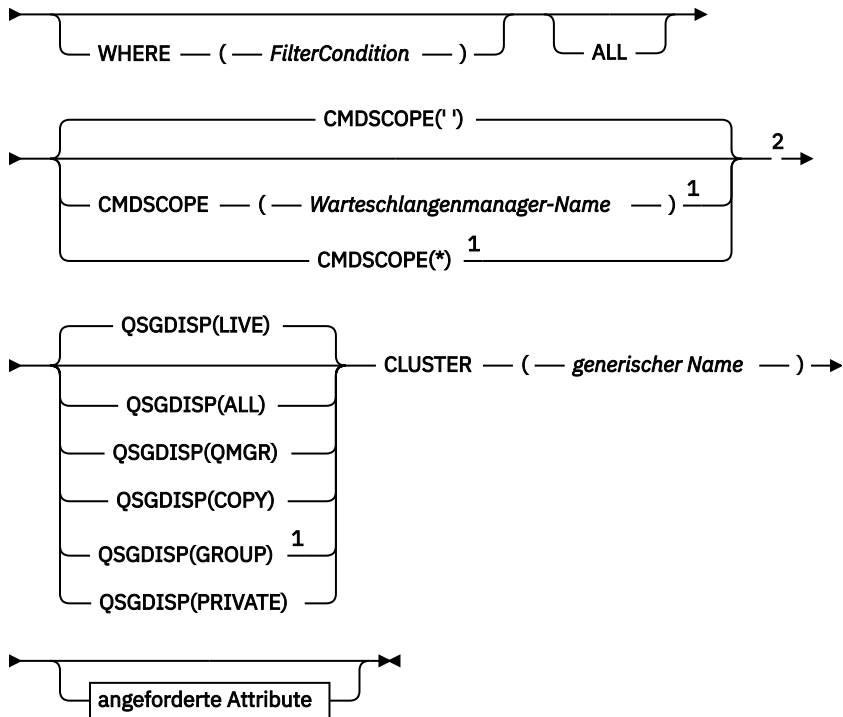 WHERE ( FilterCondition ) ALL
CMDSCOPE(' ')
2
CMDSCOPE ( Warteschlangenmanager-Name ) 1
CMDSCOPE(*) 1
QSGDISP(LIVE)
CLUSTER ( generischer Name )
QSGDISP(ALL)
QSGDISP(QMGR)
QSGDISP(COPY)
QSGDISP(GROUP) 1
QSGDISP(PRIVATE)
angeforderte Attribute